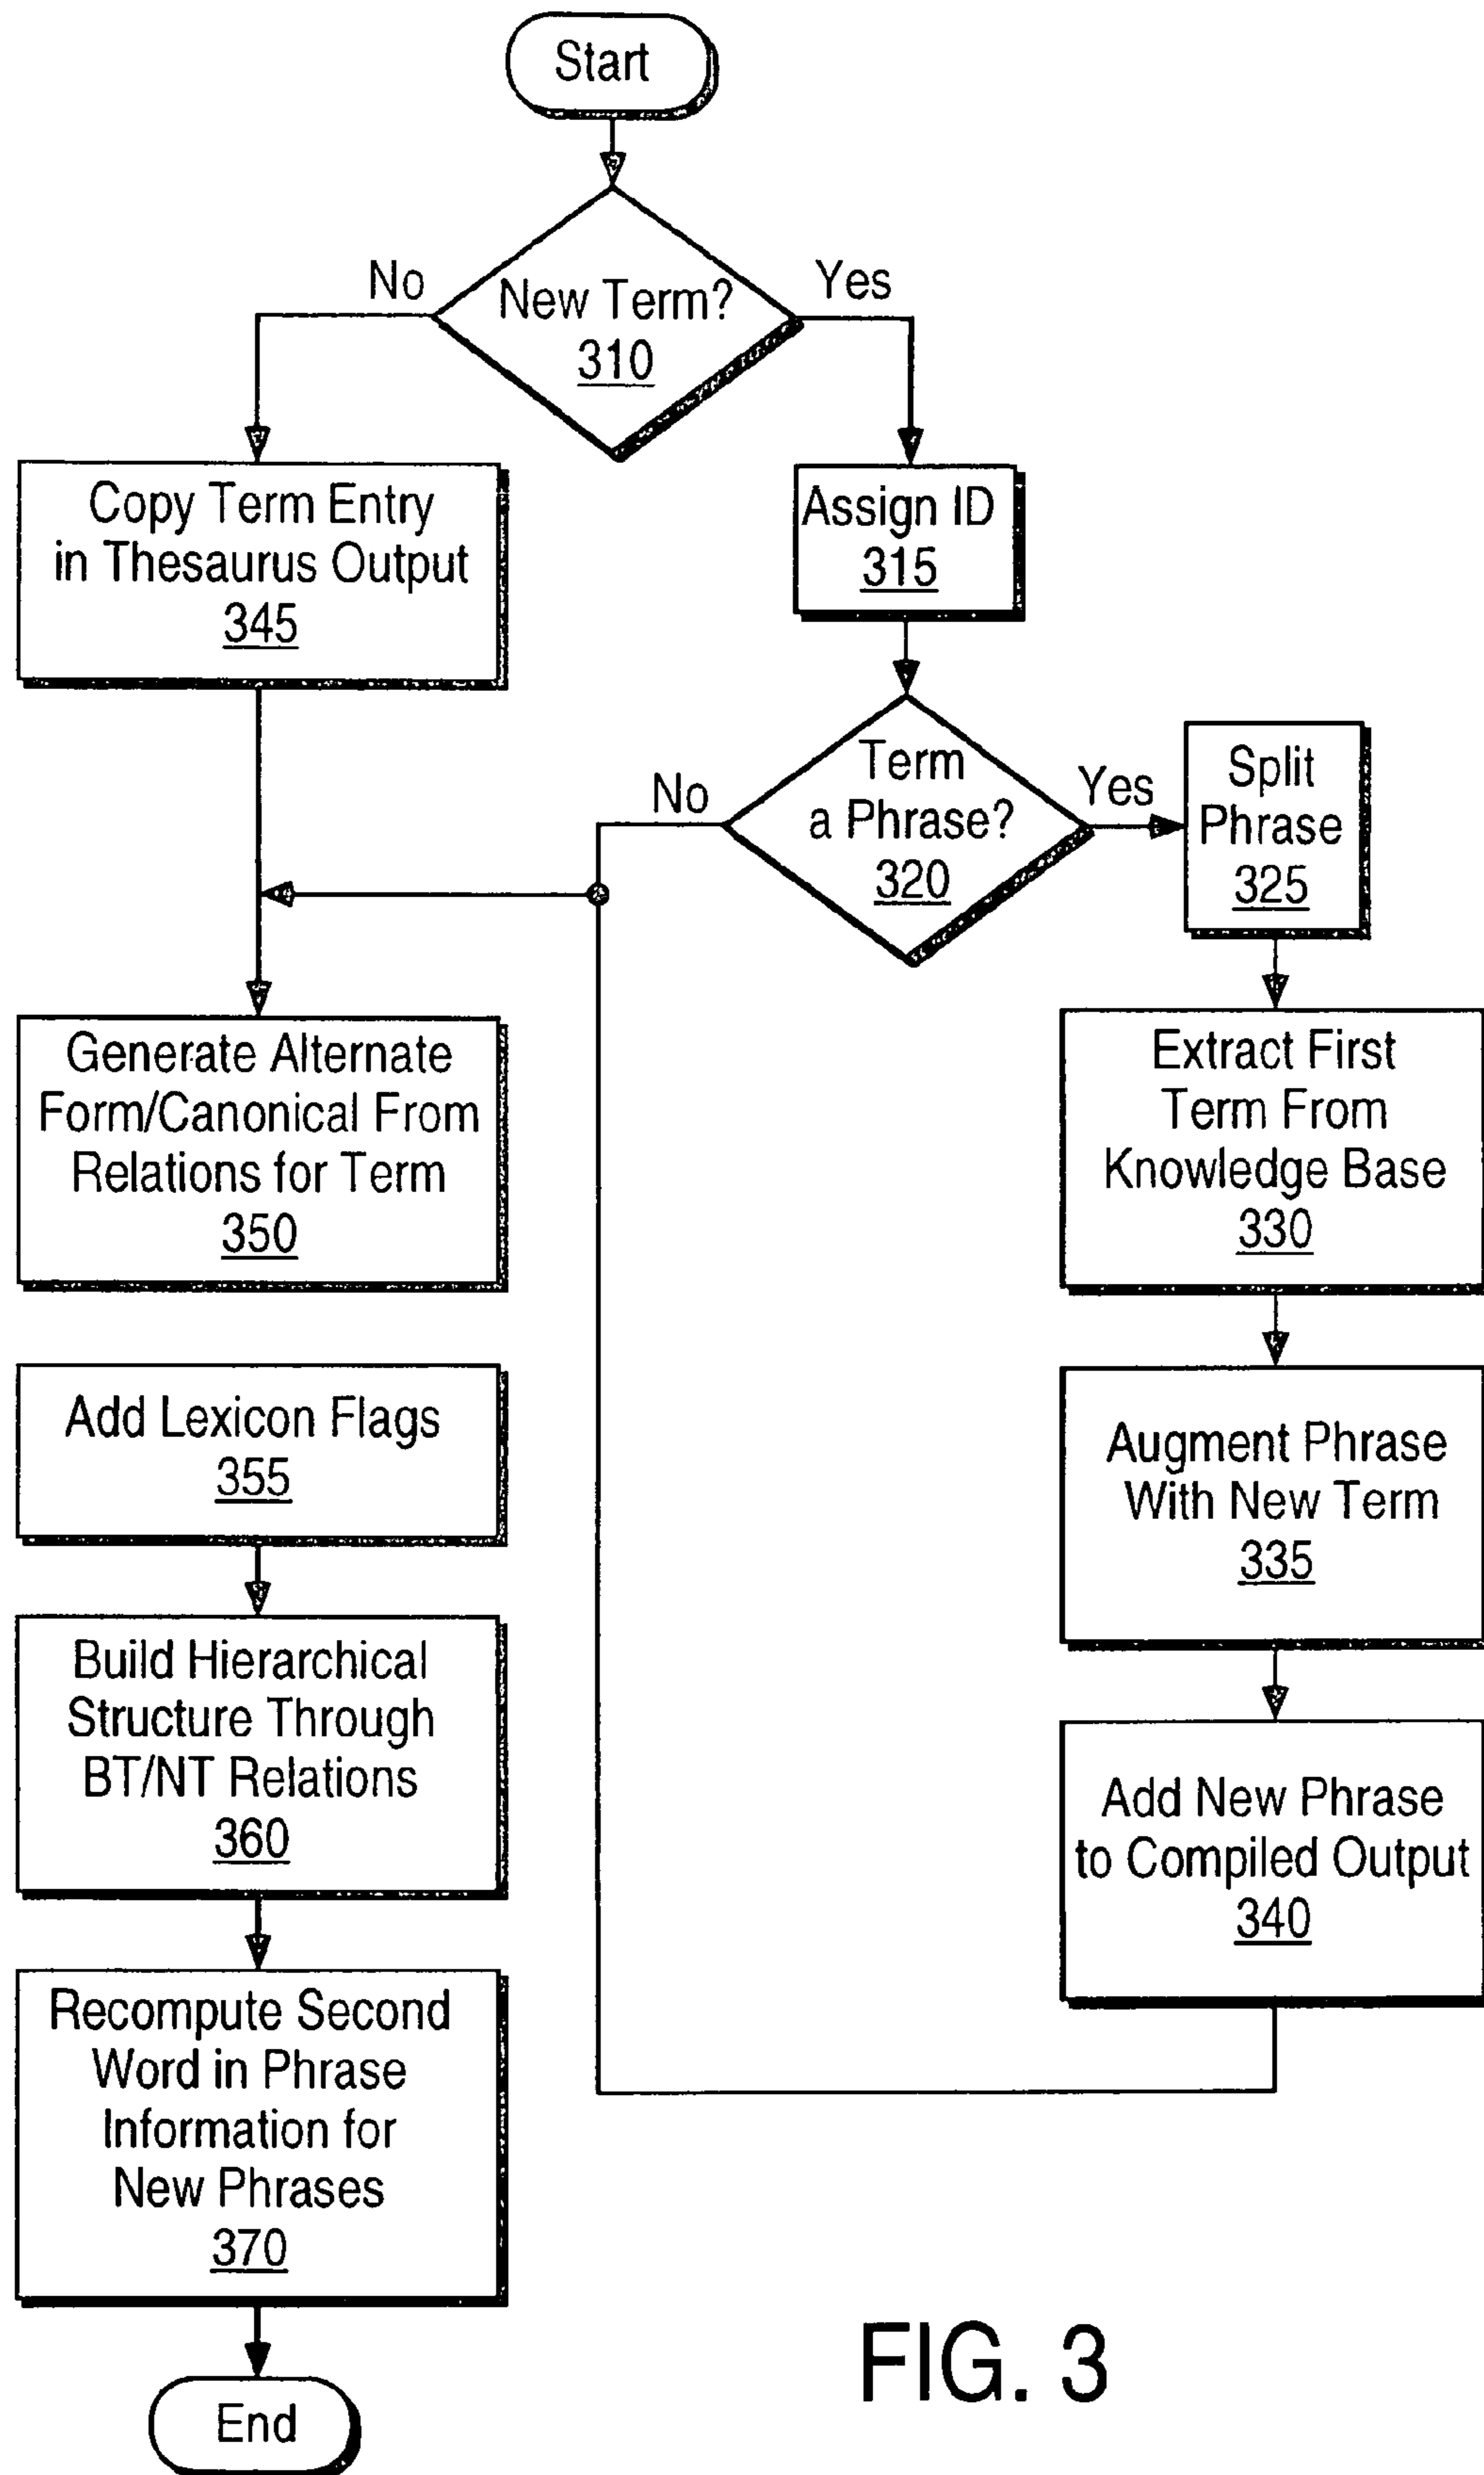 Start
New Term?
310
No
Yes
Copy Term Entry
in Thesaurus Output
345
Assign ID
315
Term
a Phrase?
320
No
Yes
Split
Phrase
325
Generate Alternate
Form/Canonical From
Relations for Term
350
Extract First
Term From
Knowledge Base
330
Add Lexicon Flags
355
Augment Phrase
With New Term
335
Build Hierarchical
Structure Through
BT/NT Relations
360
Add New Phrase
to Compiled Output
340
Recompute Second
Word in Phrase
Information for
New Phrases
370
End
FIG. 3